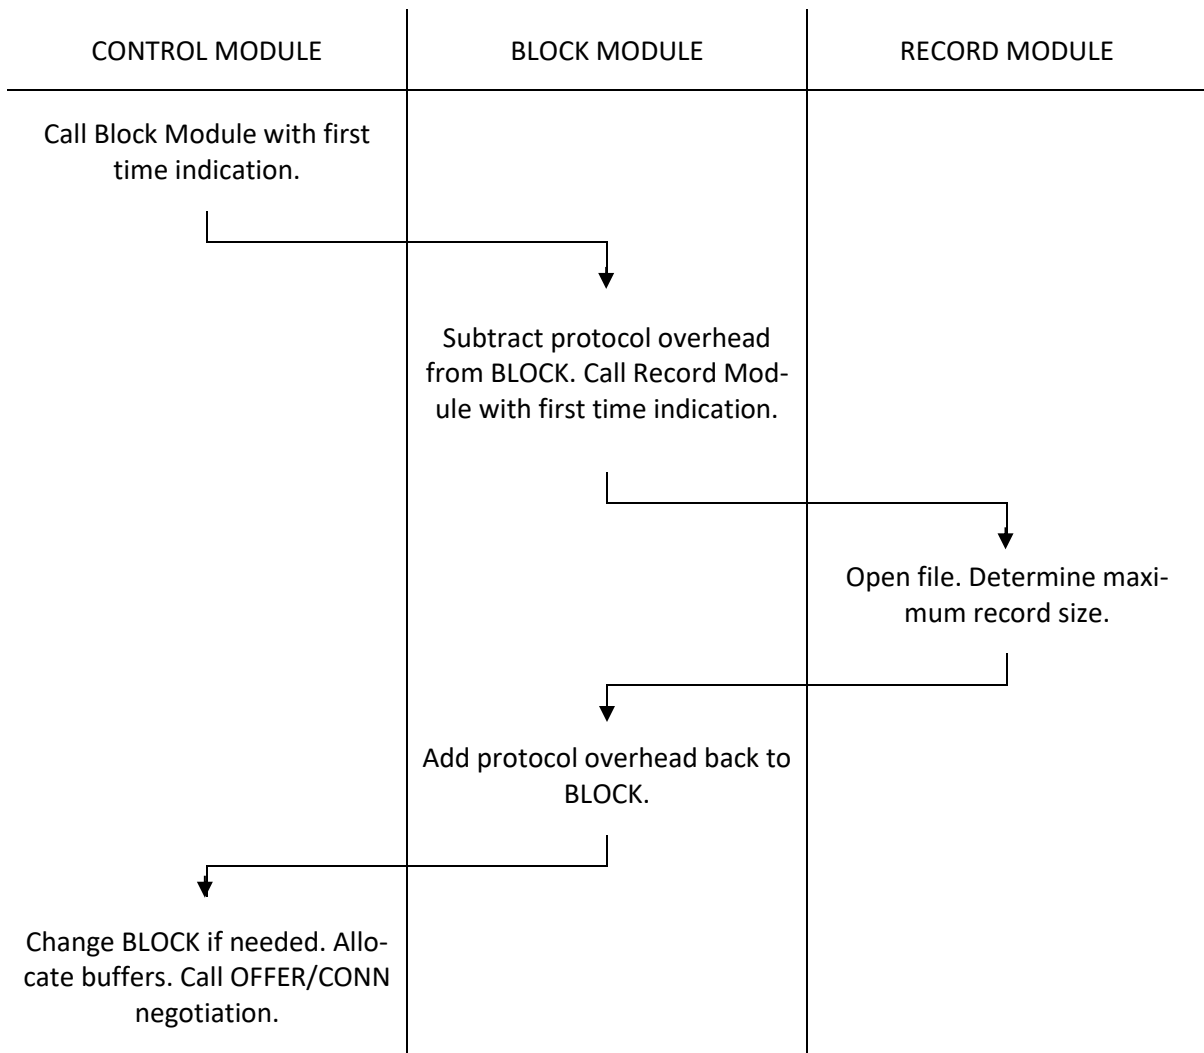 CONTROL MODULE
BLOCK MODULE
RECORD MODULE
Call Block Module with first
time indication.
Subtract protocol overhead
from BLOCK. Call Record Mod-
ule with first time indication.
Open file. Determine maxi-
mum record size.
Add protocol overhead back to
BLOCK.
Change BLOCK if needed. Allo-
cate buffers. Call OFFER/CONN
negotiation.